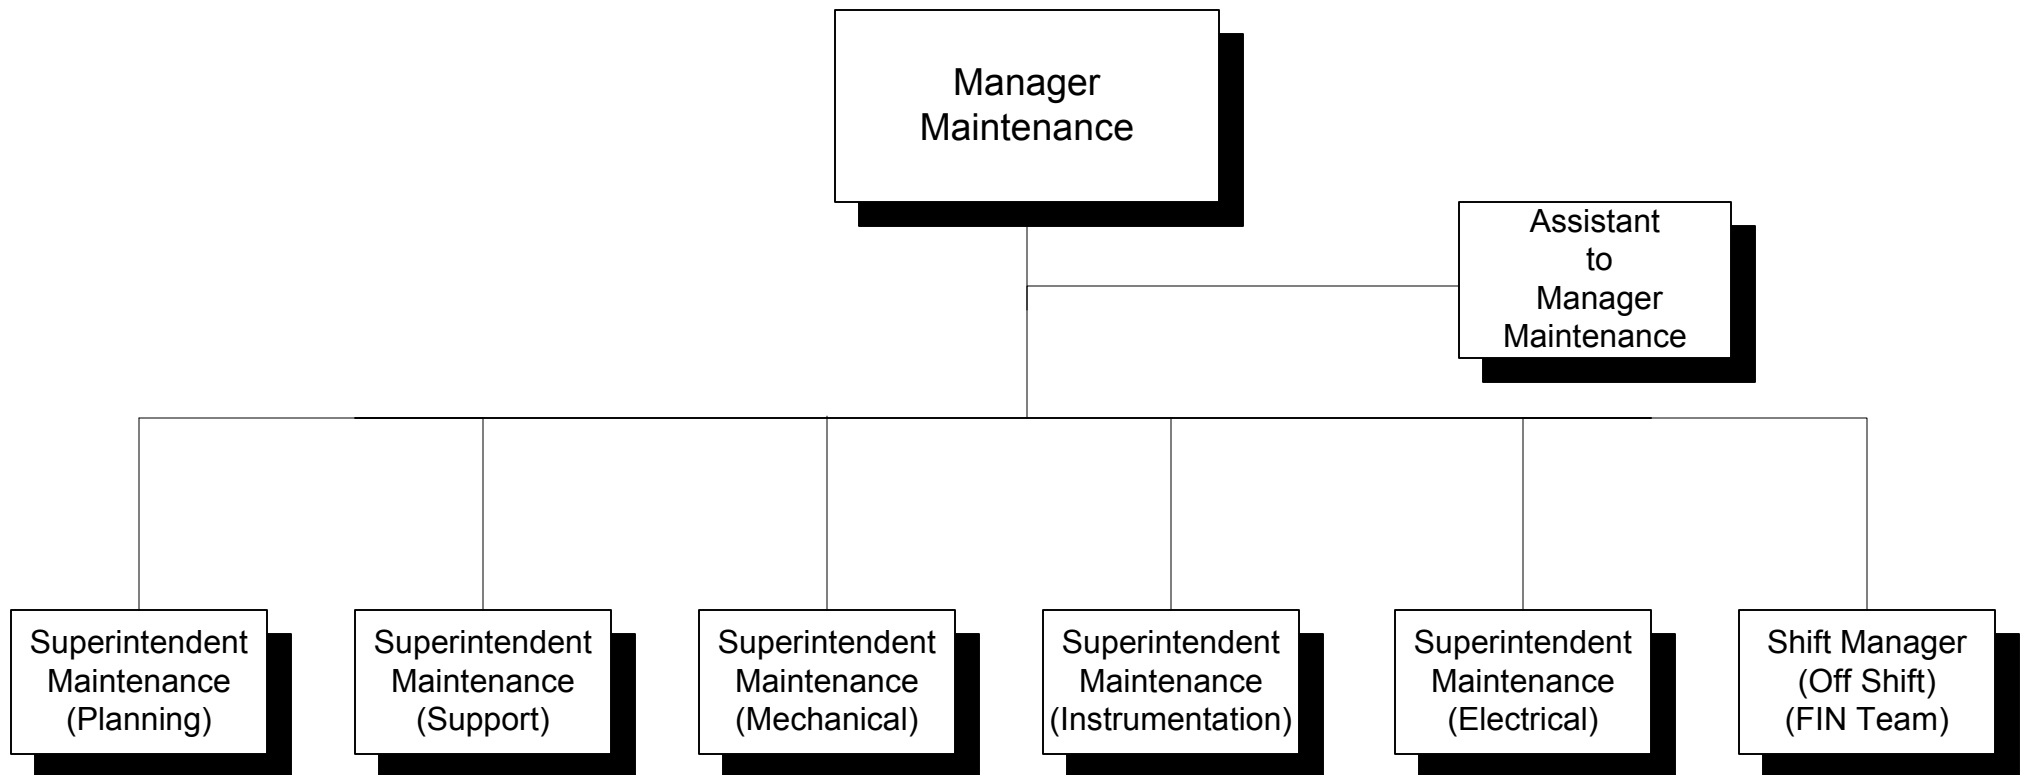 Manager
Maintenance
Assistant
to
Manager
Maintenance
Superintendent
Maintenance
(Planning)
Superintendent
Maintenance
(Support)
Superintendent
Maintenance
(Mechanical)
Superintendent
Maintenance
(Instrumentation)
Superintendent
Maintenance
(Electrical)
Shift Manager
(Off Shift)
(FIN Team)